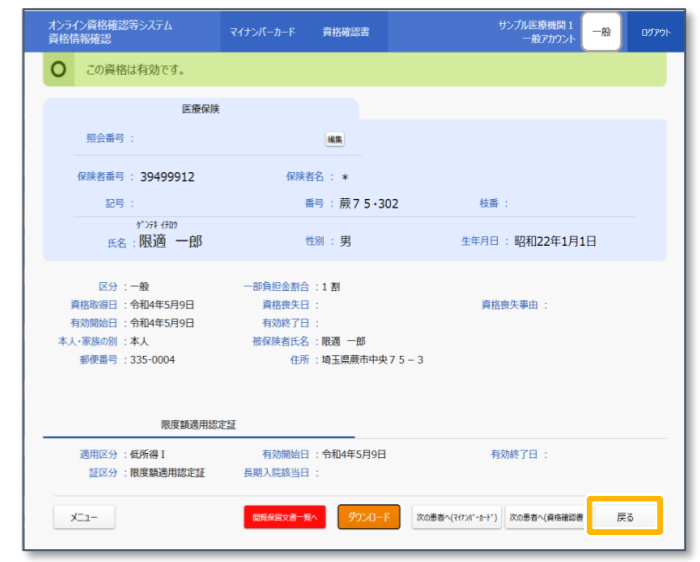 オンライン資格確認等システム
資格情報確認
マイナンバーカード 資格確認書
サンプル医療機関1
一般アカウント
一般
ログアウト
この資格は有効です。
医療保険
照会番号 :
編集
保険者番号 : 39499912 保険者名 : *
記号 : 番号 : 蕨75・302 枝番 :
ゲンテキ イチロウ
氏名 : 限適 一郎 性別 : 男 生年月日 : 昭和22年1月1日
区分 : 一般 一部負担金割合 : 1 割
資格取得日 : 令和4年5月9日 資格喪失日 : 資格喪失事由 :
有効開始日 : 令和4年5月9日 有効終了日 :
本人・家族の別 : 本人 被保険者氏名 : 限適 一郎
郵便番号 : 335-0004 住所 : 埼玉県蕨市中央75－3
限度額適用認定証
適用区分 : 低所得Ⅰ 有効開始日 : 令和4年5月9日 有効終了日 :
証区分 : 限度額適用認定証 長期入院該当日 :
メニュー 閲覧保留文書一覧へ ダウンロード 次の患者へ(マイナンバーカード) 次の患者へ(資格確認書 戻る